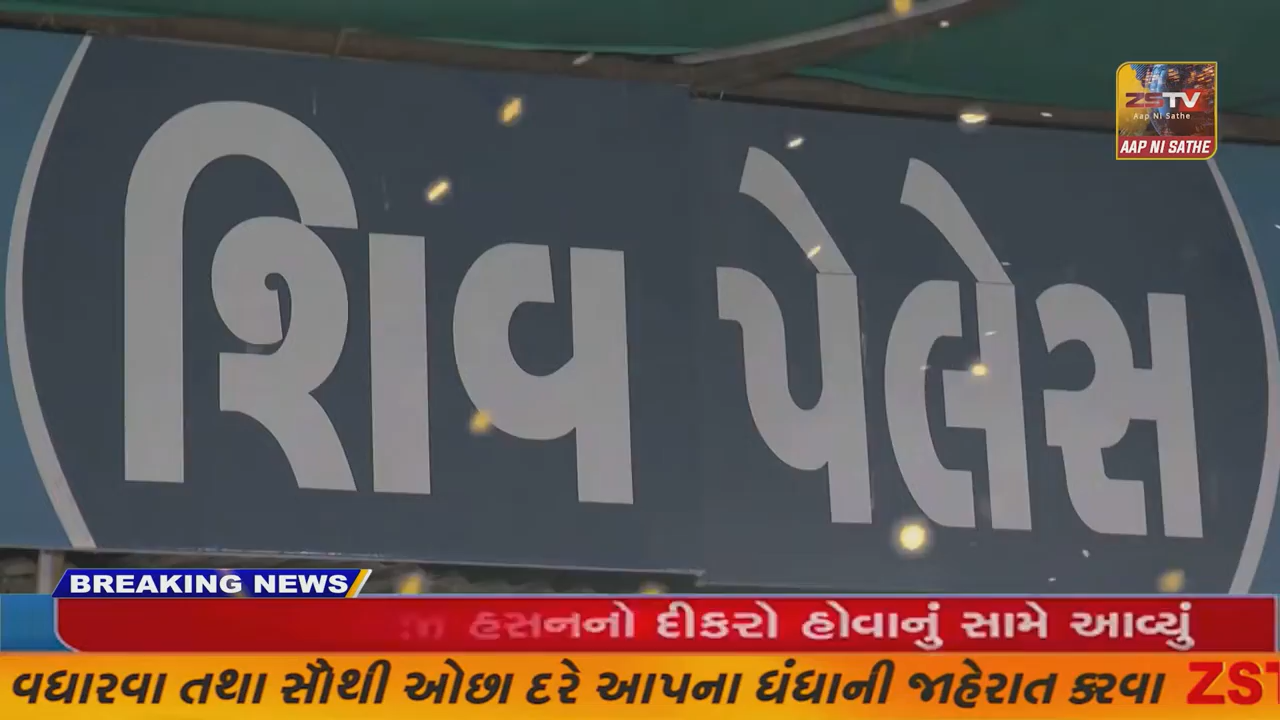 શિવ પેલેસ
ZSTV
Aap Ni Sathe
AAP NI SATHE
BREAKING NEWS
હસનનો દીકરો હોવાનું સામે આવ્યું
વધારવા તથા સૌથી ઓછા દરે આપના ધંધાની જાહેરાત કરવા ZST